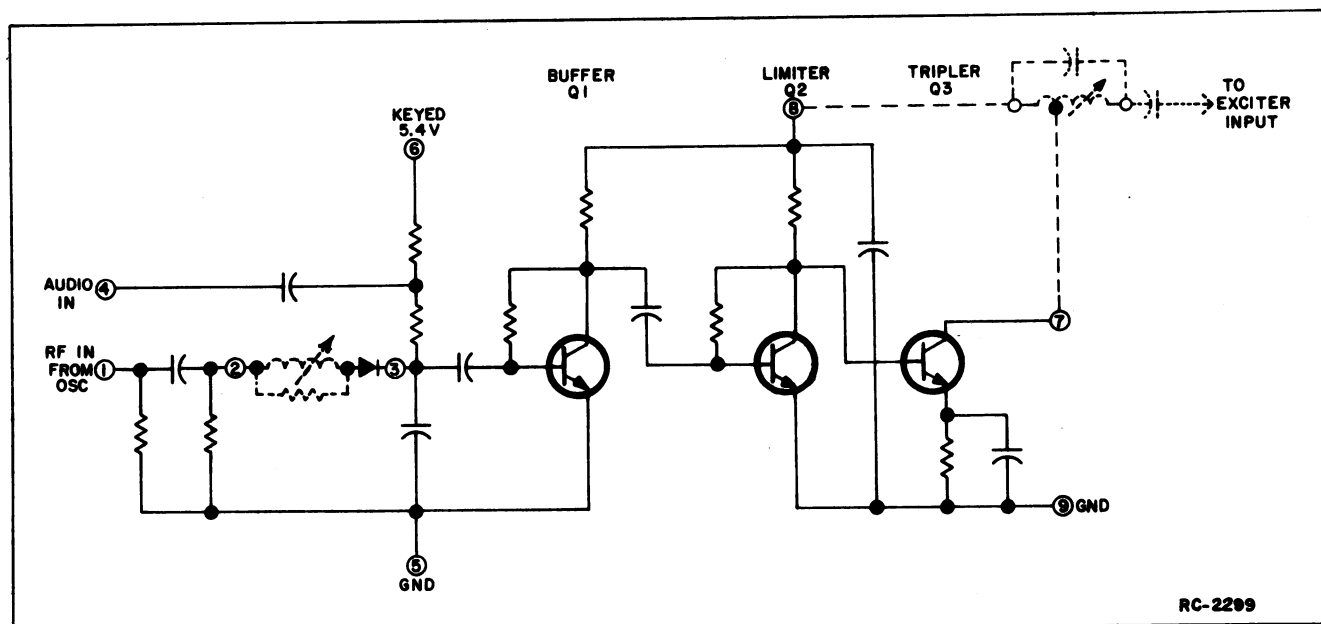 BUFFER
Q1
LIMITER
Q2
8
TRIPLER
Q3
TO
EXCITER
INPUT
KEYED
5.4V
6
AUDIO
IN
4
RF IN
FROM
OSC
1
2
3
7
5
GND
9 GND
RC-2299